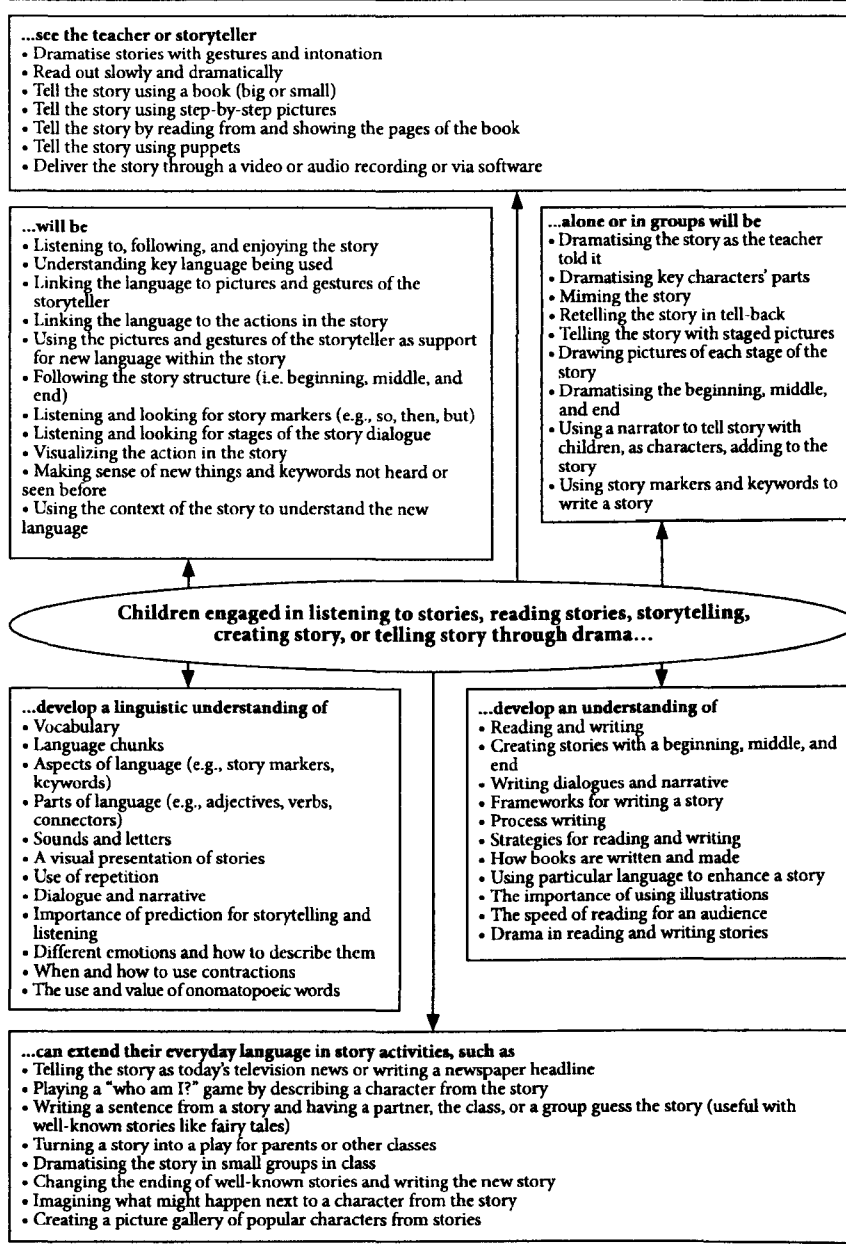 ...see the teacher or storyteller
• Dramatise stories with gestures and intonation
• Read out slowly and dramatically
• Tell the story using a book (big or small)
• Tell the story using step-by-step pictures
• Tell the story by reading from and showing the pages of the book
• Tell the story using puppets
• Deliver the story through a video or audio recording or via software
...will be
• Listening to, following, and enjoying the story
• Understanding key language being used
• Linking the language to pictures and gestures of the
storyteller
• Linking the language to the actions in the story
• Using the pictures and gestures of the storyteller as support
for new language within the story
• Following the story structure (i.e. beginning, middle, and
end)
• Listening and looking for story markers (e.g., so, then, but)
• Listening and looking for stages of the story dialogue
• Visualizing the action in the story
• Making sense of new things and keywords not heard or
seen before
• Using the context of the story to understand the new
language
...alone or in groups will be
• Dramatising the story as the teacher
told it
• Dramatising key characters' parts
• Miming the story
• Retelling the story in tell-back
• Telling the story with staged pictures
• Drawing pictures of each stage of the
story
• Dramatising the beginning, middle,
and end
• Using a narrator to tell story with
children, as characters, adding to the
story
• Using story markers and keywords to
write a story
Children engaged in listening to stories, reading stories, storytelling,
creating story, or telling story through drama...
...develop a linguistic understanding of
• Vocabulary
• Language chunks
• Aspects of language (e.g., story markers,
keywords)
• Parts of language (e.g., adjectives, verbs,
connectors)
• Sounds and letters
• A visual presentation of stories
• Use of repetition
• Dialogue and narrative
• Importance of prediction for storytelling and
listening
• Different emotions and how to describe them
• When and how to use contractions
• The use and value of onomatopoeic words
...develop an understanding of
• Reading and writing
• Creating stories with a beginning, middle, and
end
• Writing dialogues and narrative
• Frameworks for writing a story
• Process writing
• Strategies for reading and writing
• How books are written and made
• Using particular language to enhance a story
• The importance of using illustrations
• The speed of reading for an audience
• Drama in reading and writing stories
...can extend their everyday language in story activities, such as
• Telling the story as today's television news or writing a newspaper headline
• Playing a "who am I?" game by describing a character from the story
• Writing a sentence from a story and having a partner, the class, or a group guess the story (useful with
well-known stories like fairy tales)
• Turning a story into a play for parents or other classes
• Dramatising the story in small groups in class
• Changing the ending of well-known stories and writing the new story
• Imagining what might happen next to a character from the story
• Creating a picture gallery of popular characters from stories